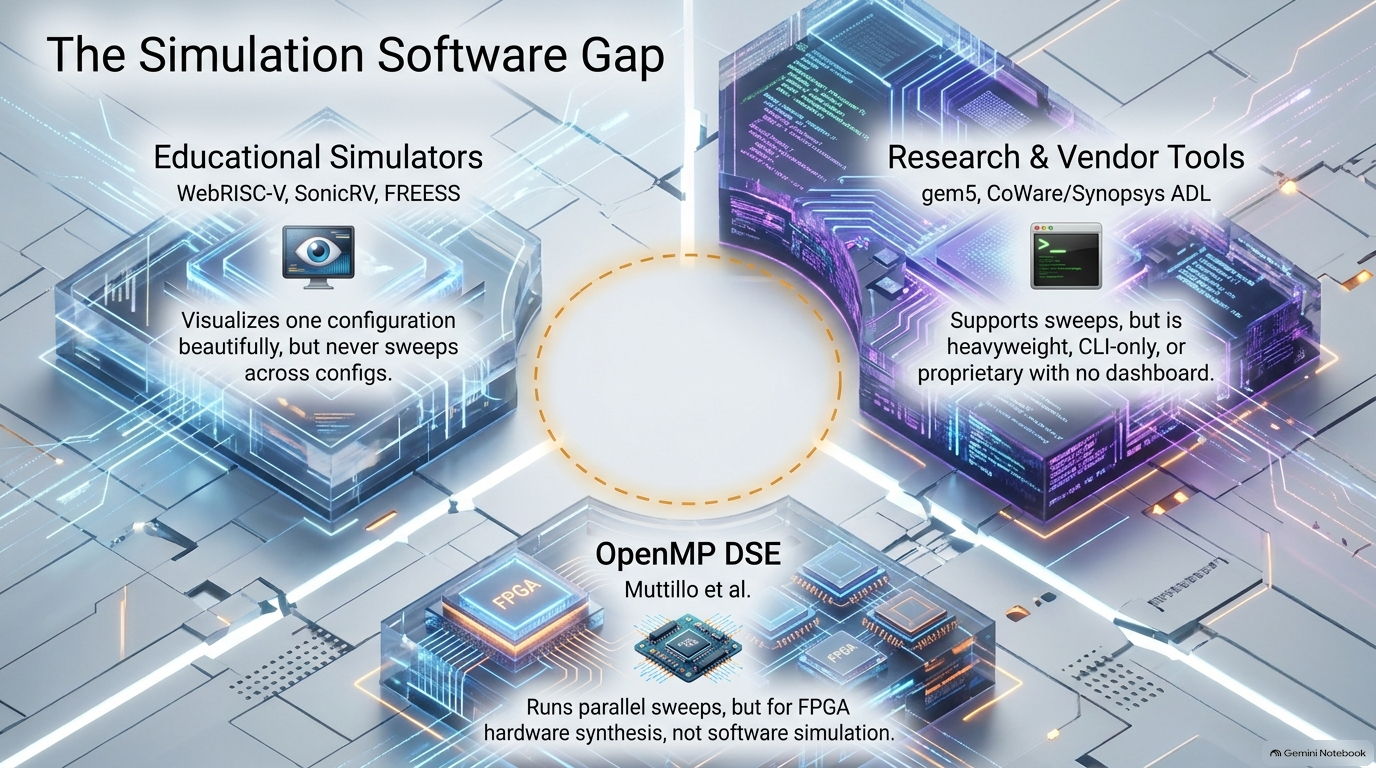 The Simulation Software Gap
Educational Simulators
WebRISC-V, SonicRV, FREESS
Visualizes one configuration
beautifully, but never sweeps
across configs.
Research & Vendor Tools
gem5, CoWare/Synopsys ADL
>_
Supports sweeps, but is
heavyweight, CLI-only, or
proprietary with no dashboard.
OpenMP DSE
Muttillo et al.
FPGA
FPGA
Runs parallel sweeps, but for FPGA
hardware synthesis, not software simulation.
Gemini Notebook